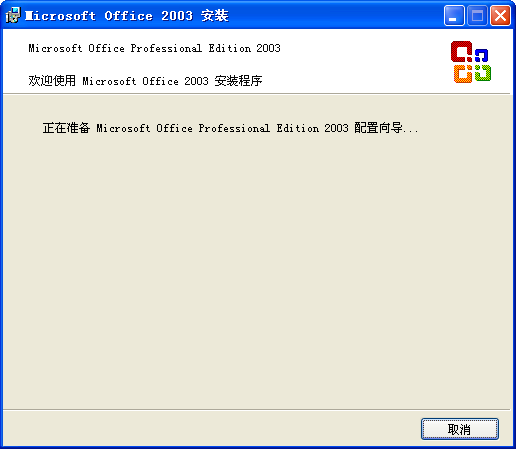 Microsoft Office 2003 安装
Microsoft Office Professional Edition 2003
欢迎使用 Microsoft Office 2003 安装程序
正在准备 Microsoft Office Professional Edition 2003 配置向导...
取消